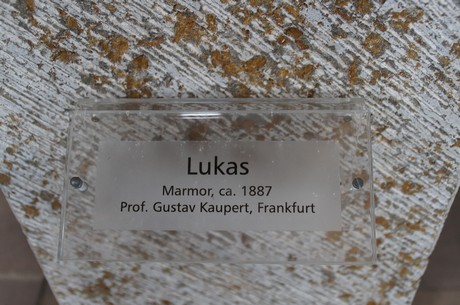 Lukas
Marmor, ca. 1887
Prof. Gustav Kaupert, Frankfurt